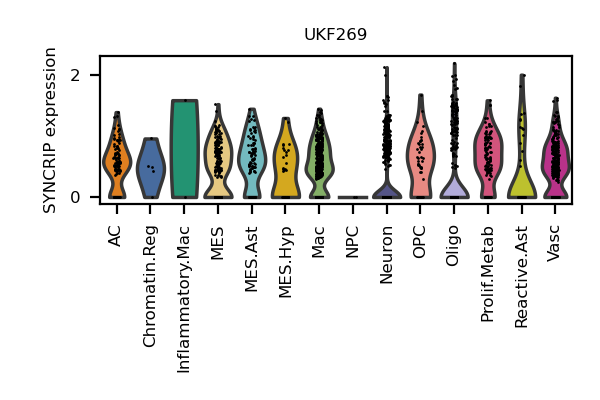 UKF269
SYNCRIP expression
2
0
AC
Chromatin.Reg
Inflammatory.Mac
MES
MES.Ast
MES.Hyp
Mac
NPC
Neuron
OPC
Oligo
Prolif.Metab
Reactive.Ast
Vasc